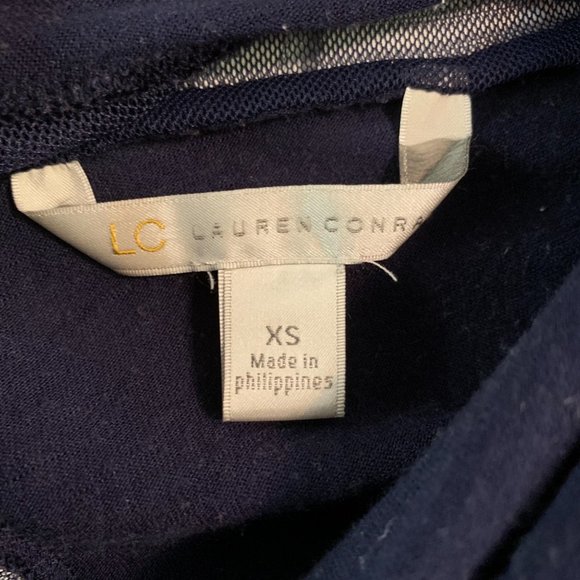 LC LAUREN CONRA
XS
Made in
philippines